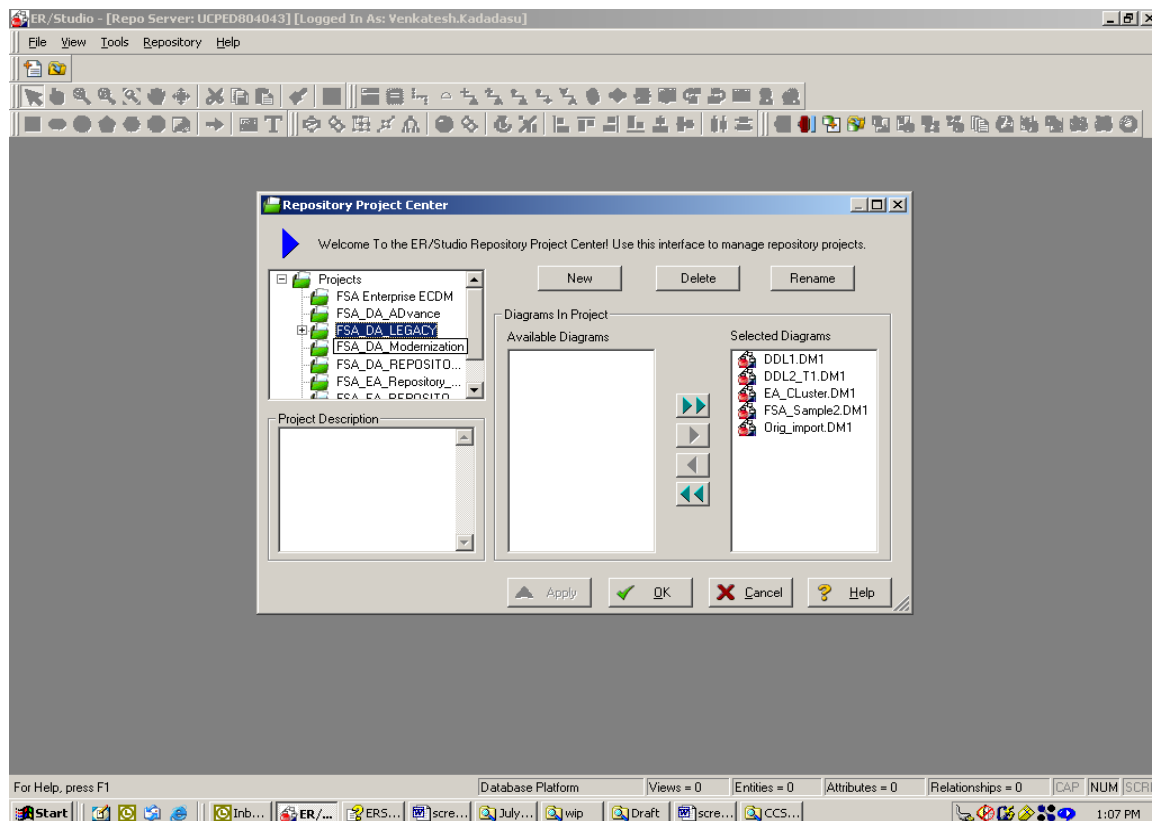 ER/Studio - [Repo Server: UCPED804043] [Logged In As: Venkatesh.Kadadasu]
File View Tools Repository Help
Repository Project Center
Welcome To the ER/Studio Repository Project Center! Use this interface to manage repository projects.
Projects
FSA Enterprise ECDM
FSA_DA_ADvance
FSA_DA_LEGACY
FSA_DA_Modernization
FSA_DA_REPOSITO...
FSA_EA_Repository_...
FSA_EA_REPOSITO...
New Delete Rename
Diagrams In Project
Available Diagrams
Selected Diagrams
DDL1.DM1
DDL2_T1.DM1
EA_CLuster.DM1
FSA_Sample2.DM1
Orig_import.DM1
Project Description
Apply OK Cancel Help
For Help, press F1 Database Platform Views = 0 Entities = 0 Attributes = 0 Relationships = 0 CAP NUM SCRL
Start Inb... ER/... ERS... scre... July... wip Draft scre... CCS... 1:07 PM